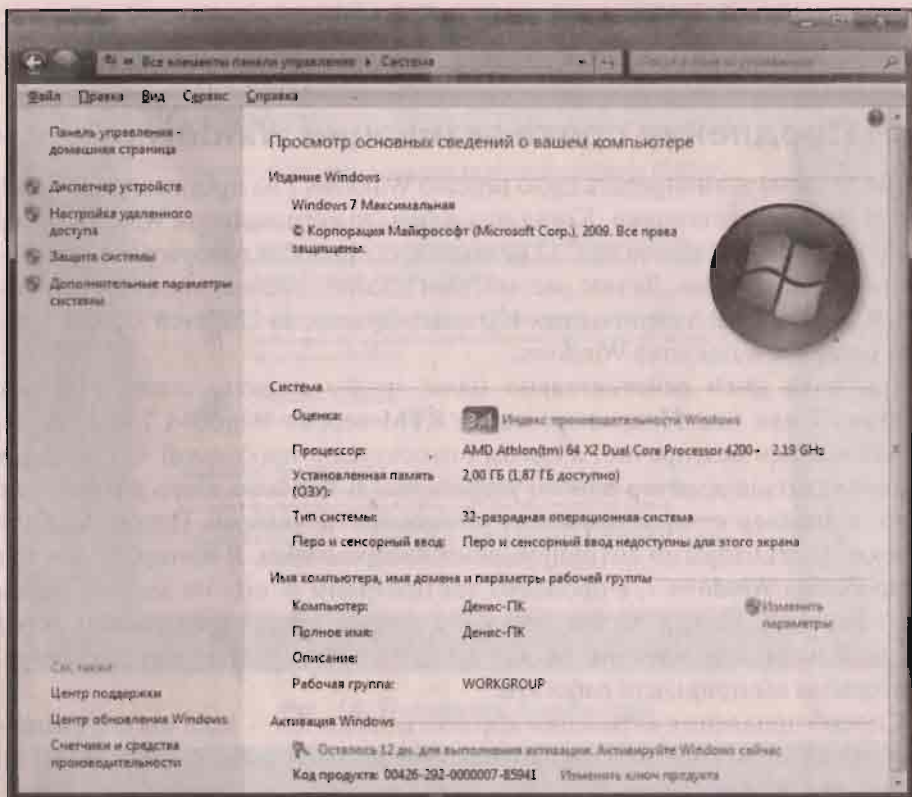 Все элементы панели управления ▸ Система
Файл Правка Вид Сервис Справка
Панель управления -
домашняя страница
Диспетчер устройств
Настройка удаленного
доступа
Защита системы
Дополнительные параметры
системы
См. также
Центр поддержки
Центр обновления Windows
Счетчики и средства
производительности
Просмотр основных сведений о вашем компьютере
Издание Windows
Windows 7 Максимальная
© Корпорация Майкрософт (Microsoft Corp.), 2009. Все права
защищены.
Система
Оценка: Индекс производительности Windows
Процессор: AMD Athlon(tm) 64 X2 Dual Core Processor 4200+ 2.19 GHz
Установленная память
(ОЗУ): 2,00 ГБ (1,87 ГБ доступно)
Тип системы: 32-разрядная операционная система
Перо и сенсорный ввод: Перо и сенсорный ввод недоступны для этого экрана
Имя компьютера, имя домена и параметры рабочей группы
Компьютер: Денис-ПК
Изменить
параметры
Полное имя: Денис-ПК
Описание:
Рабочая группа: WORKGROUP
Активация Windows
Осталось 12 дн. для выполнения активации. Активируйте Windows сейчас
Код продукта: 00426-292-0000007-85941 Изменить ключ продукта